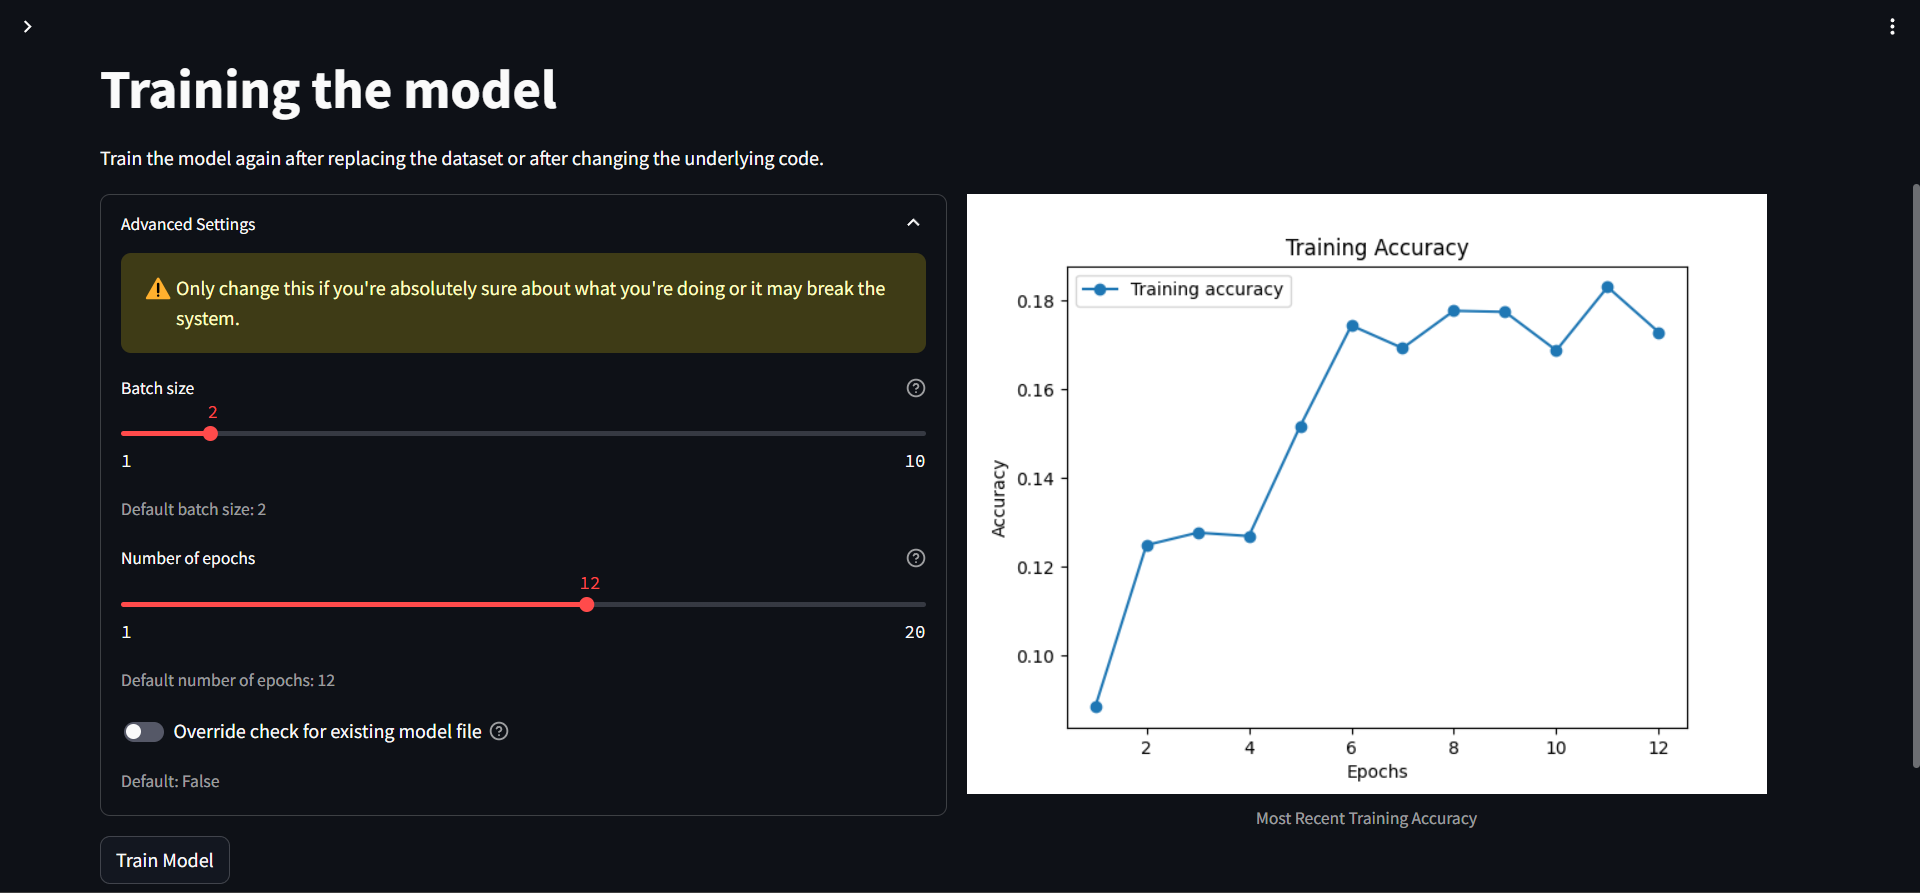 Training the model
Train the model again after replacing the dataset or after changing the underlying code.
Advanced Settings
Only change this if you're absolutely sure about what you're doing or it may break the
system.
Batch size
2
1 10
Default batch size: 2
Number of epochs
12
1 20
Default number of epochs: 12
Override check for existing model file
Default: False
Train Model
Training Accuracy
Training accuracy
0.18
0.16
0.14
0.12
0.10
Accuracy
2 4 6 8 10 12
Epochs
Most Recent Training Accuracy